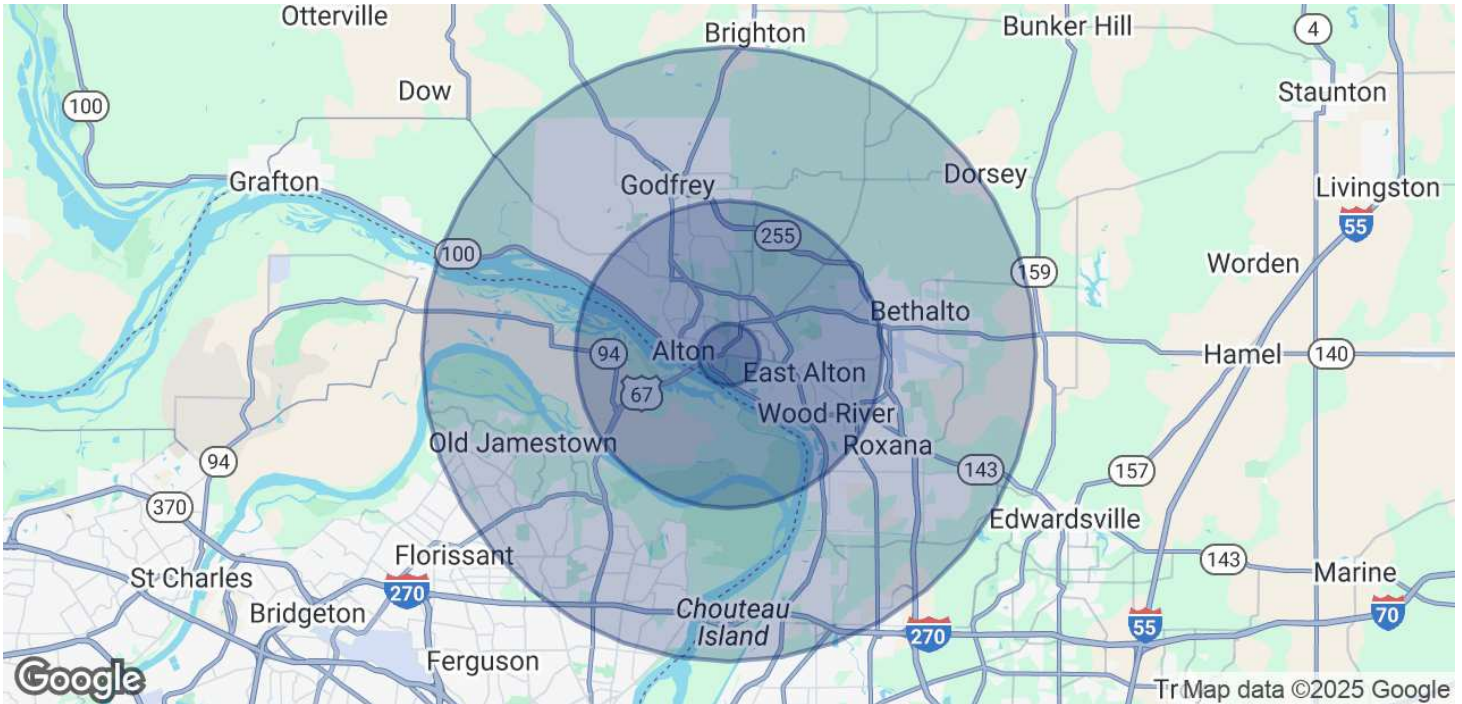 Otterville
Brighton
Bunker Hill
4
Dow
100
Staunton
Grafton
Godfrey
Dorsey
Livingston
55
255
100
159
Worden
Bethalto
94
Alton
Hamel
140
East Alton
67
Wood River
Old Jamestown
Roxana
94
143
157
370
Edwardsville
Florissant
143
St Charles
270
Marine
Bridgeton
Chouteau
Island
70
55
270
Ferguson
Google
Tr
Map data ©2025 Google